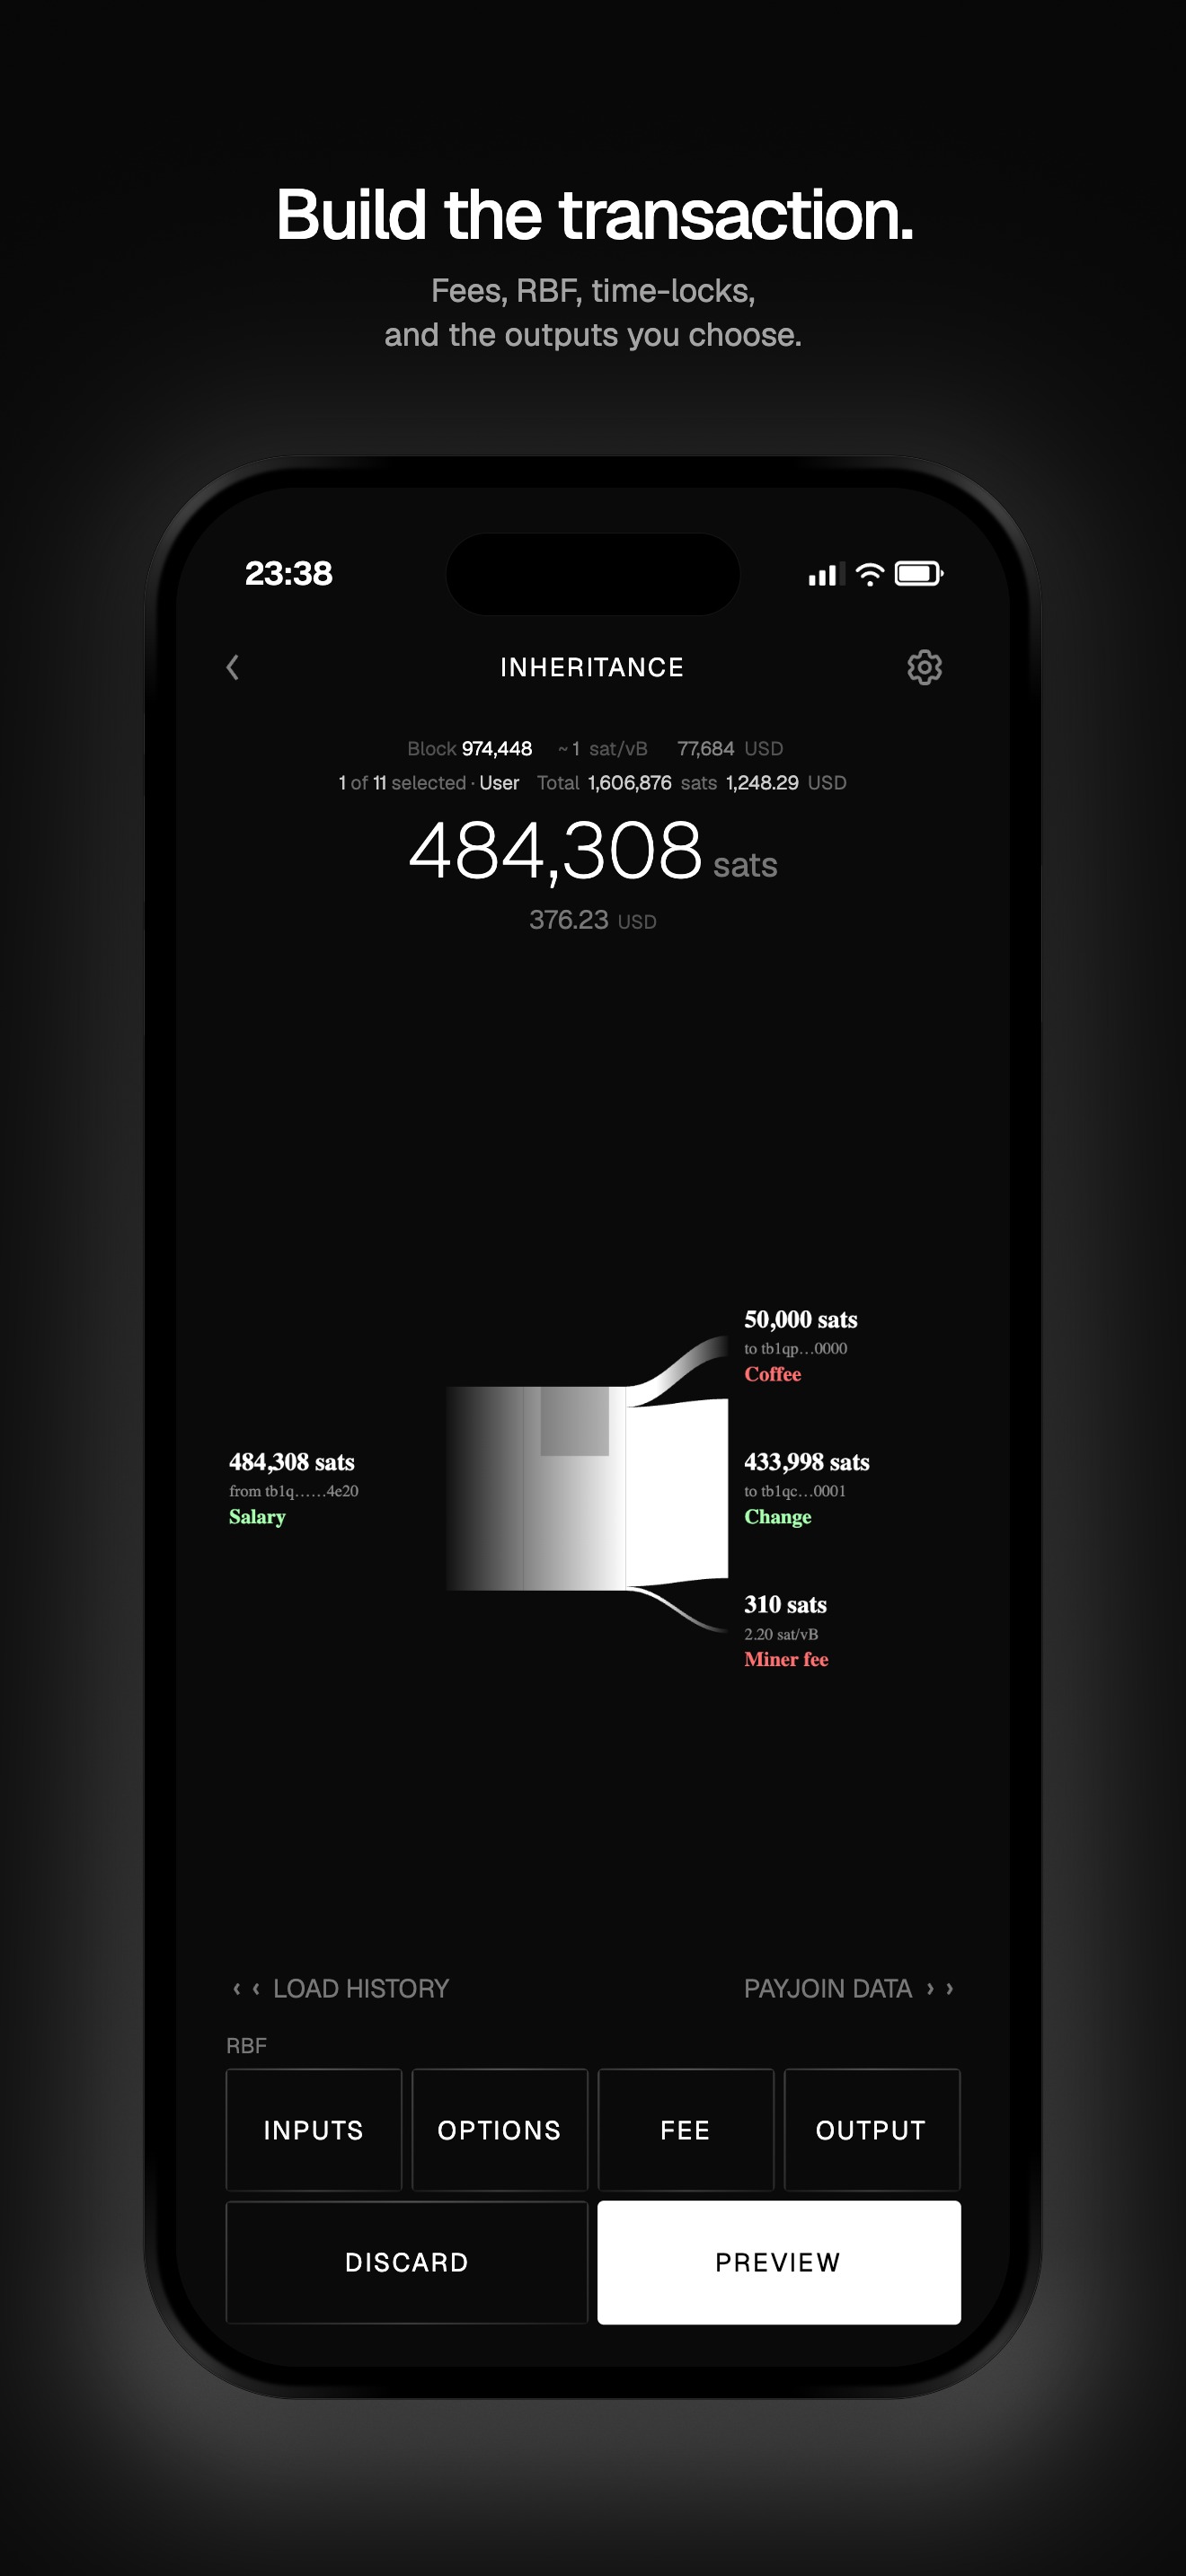 Build the transaction.
Fees, RBF, time-locks,
and the outputs you choose.
23:38
INHERITANCE
Block 974,448 ~1 sat/vB 77,684 USD
1 of 11 selected · User Total 1,606,876 sats 1,248.29 USD
484,308 sats
376.23 USD
50,000 sats
to tb1qp...0000
Coffee
484,308 sats
from tb1q......4e20
Salary
433,998 sats
to tb1qc...0001
Change
310 sats
2.20 sat/vB
Miner fee
‹ ‹ LOAD HISTORY PAYJOIN DATA › ›
RBF
INPUTS OPTIONS FEE OUTPUT
DISCARD PREVIEW